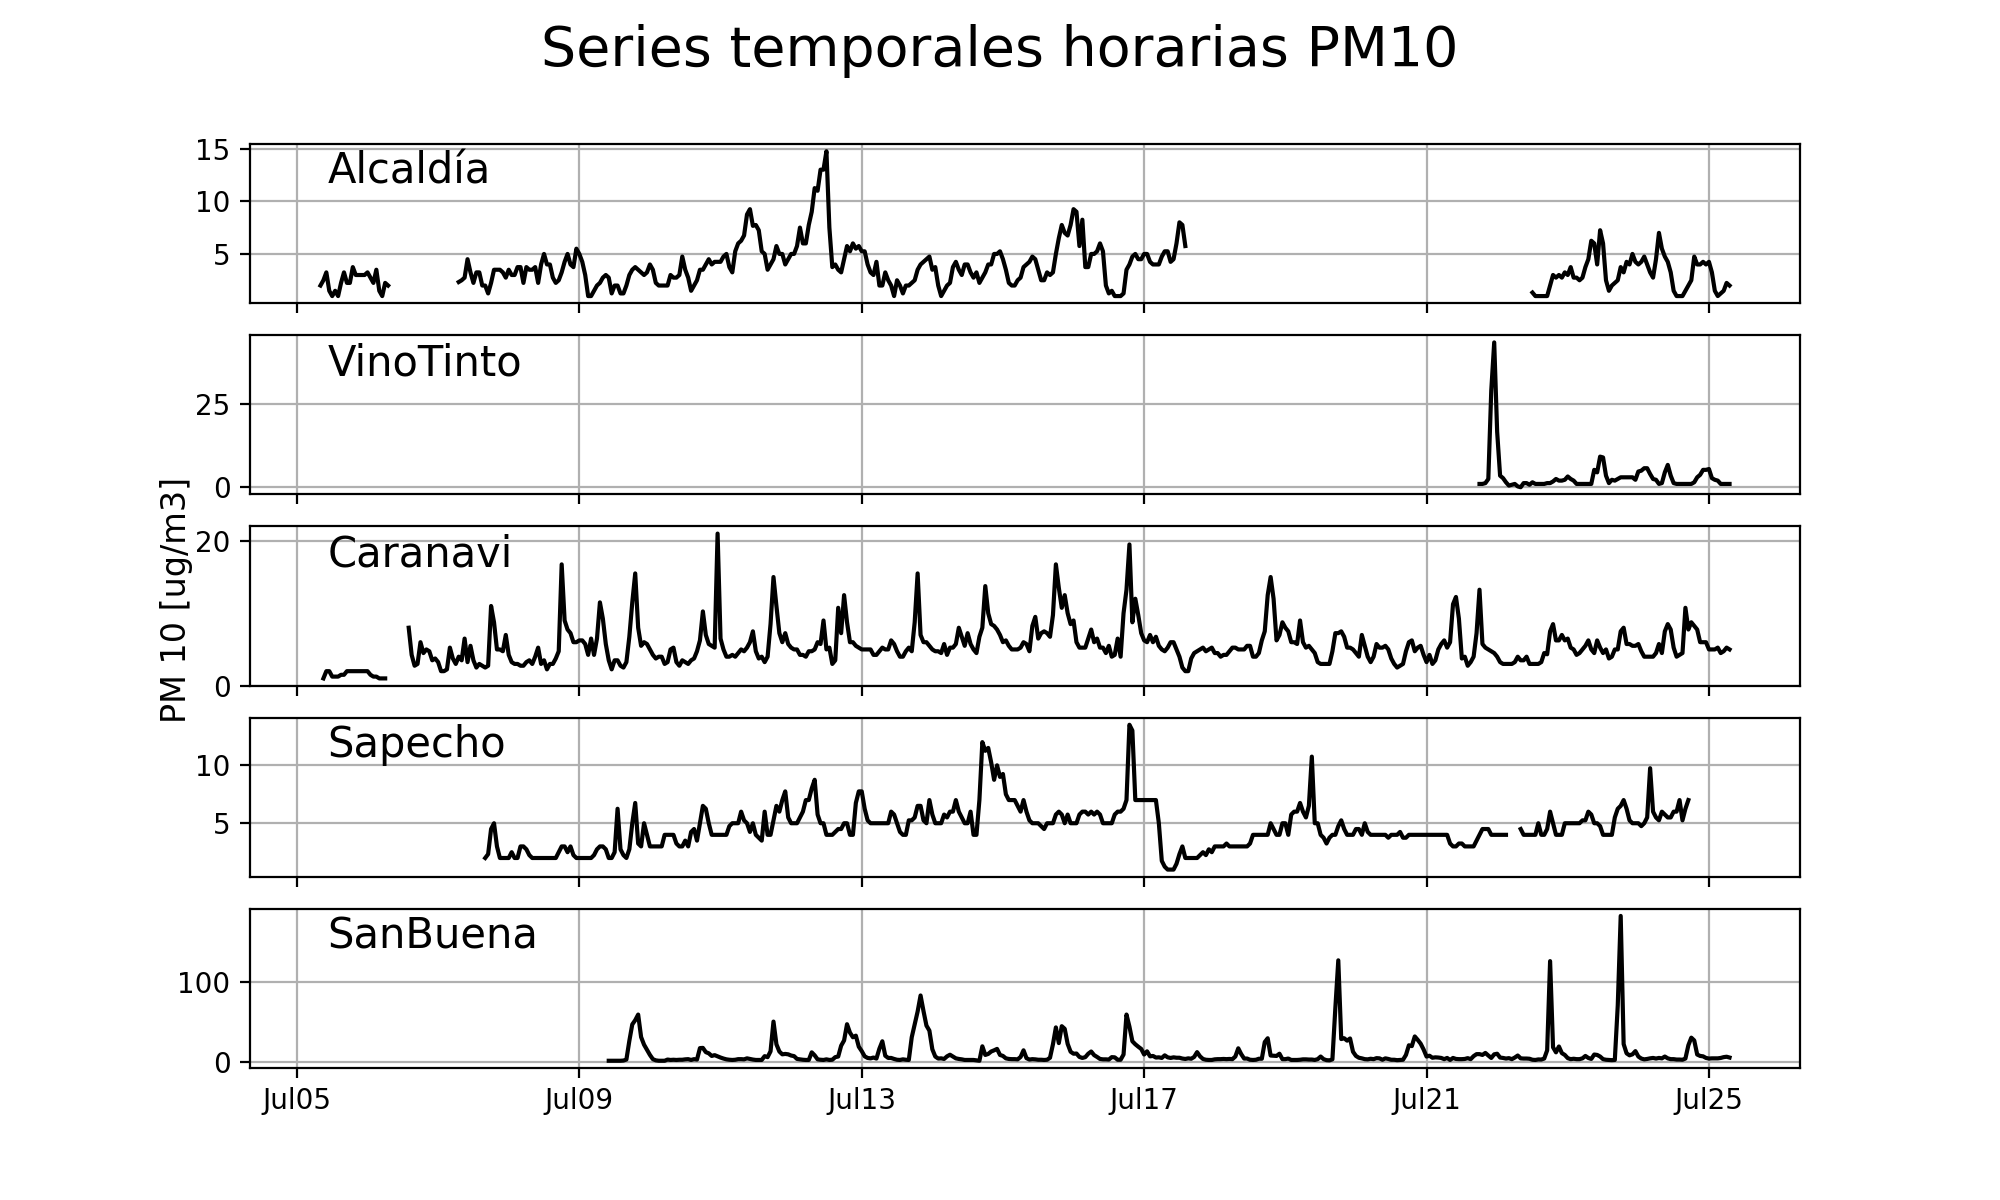 Series temporales horarias PM10
PM 10 [ug/m3]
15
Alcaldía
10
5
VinoTinto
25
0
20
Caranavi
0
Sapecho
10
5
SanBuena
100
0
Jul05 Jul09 Jul13 Jul17 Jul21 Jul25